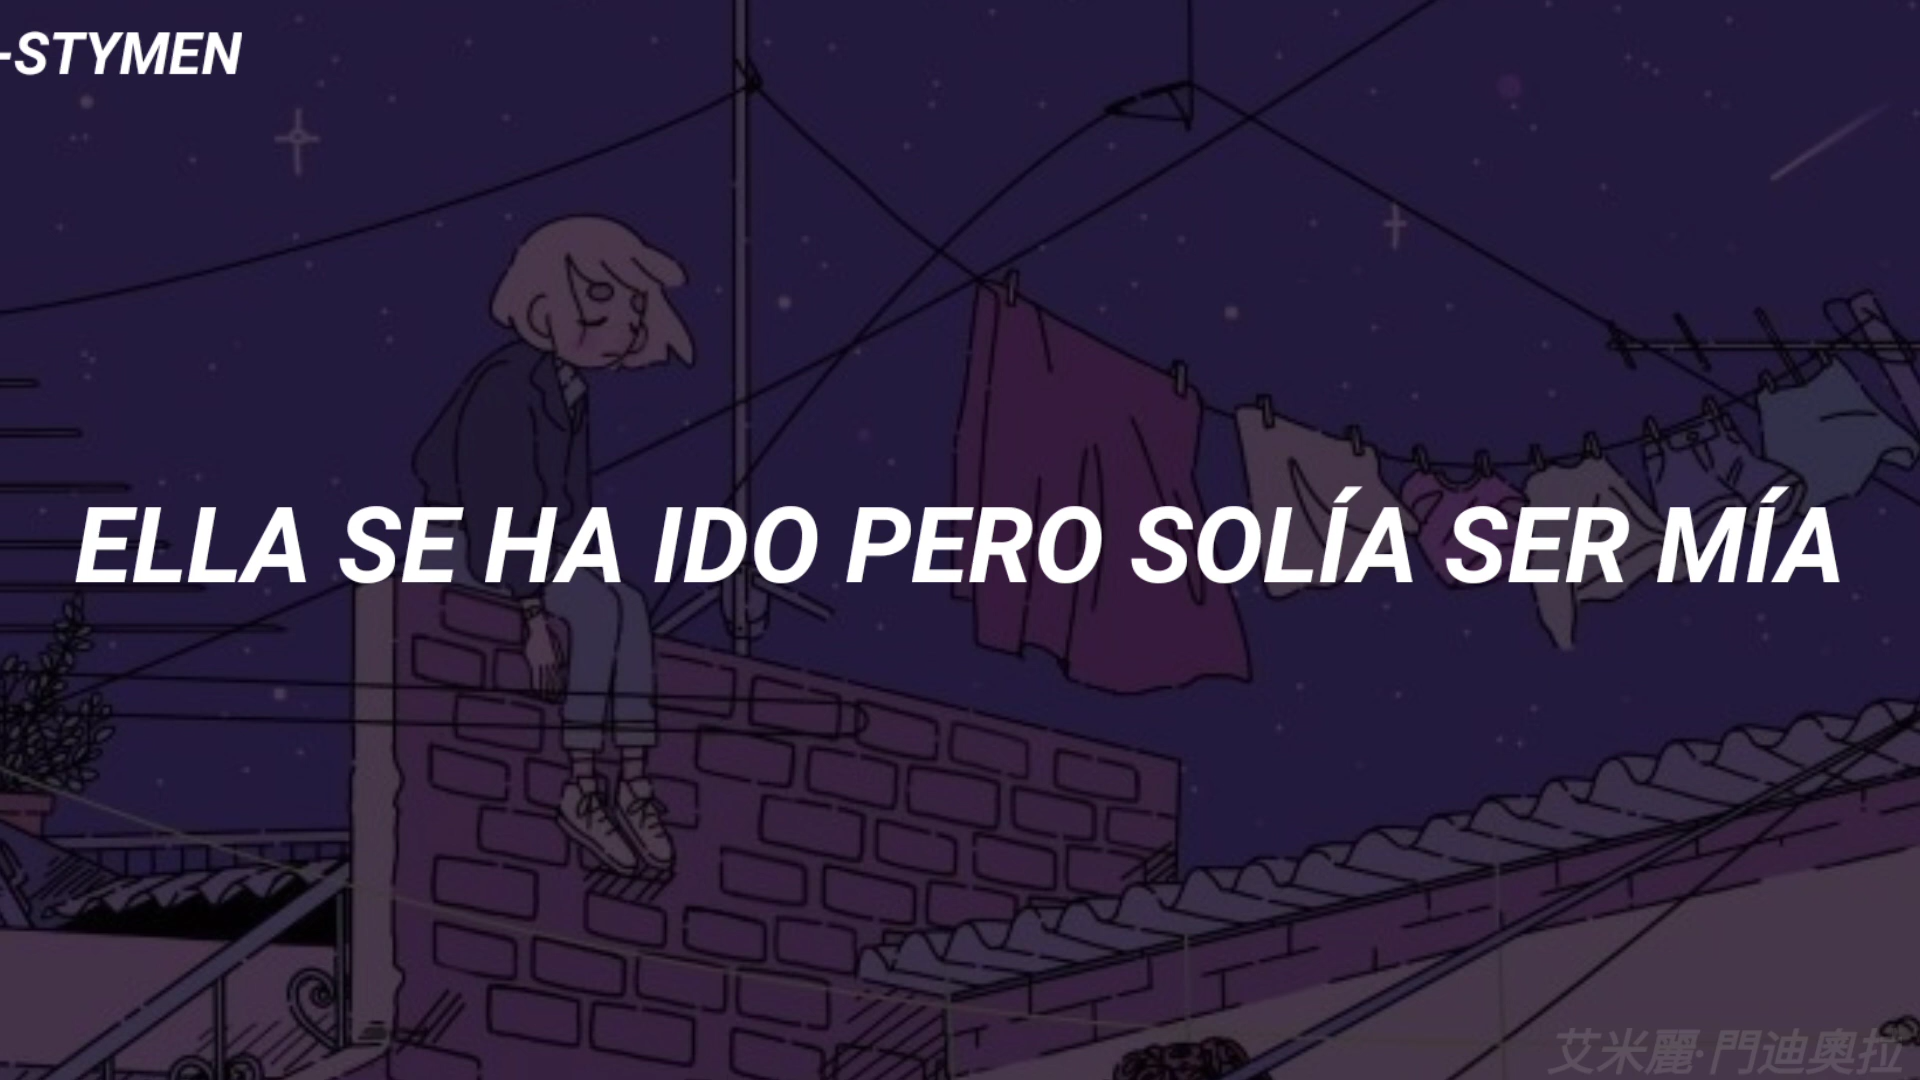 -STYMEN
ELLA SE HA IDO PERO SOLÍA SER MÍA
艾米麗·門迪奧拉